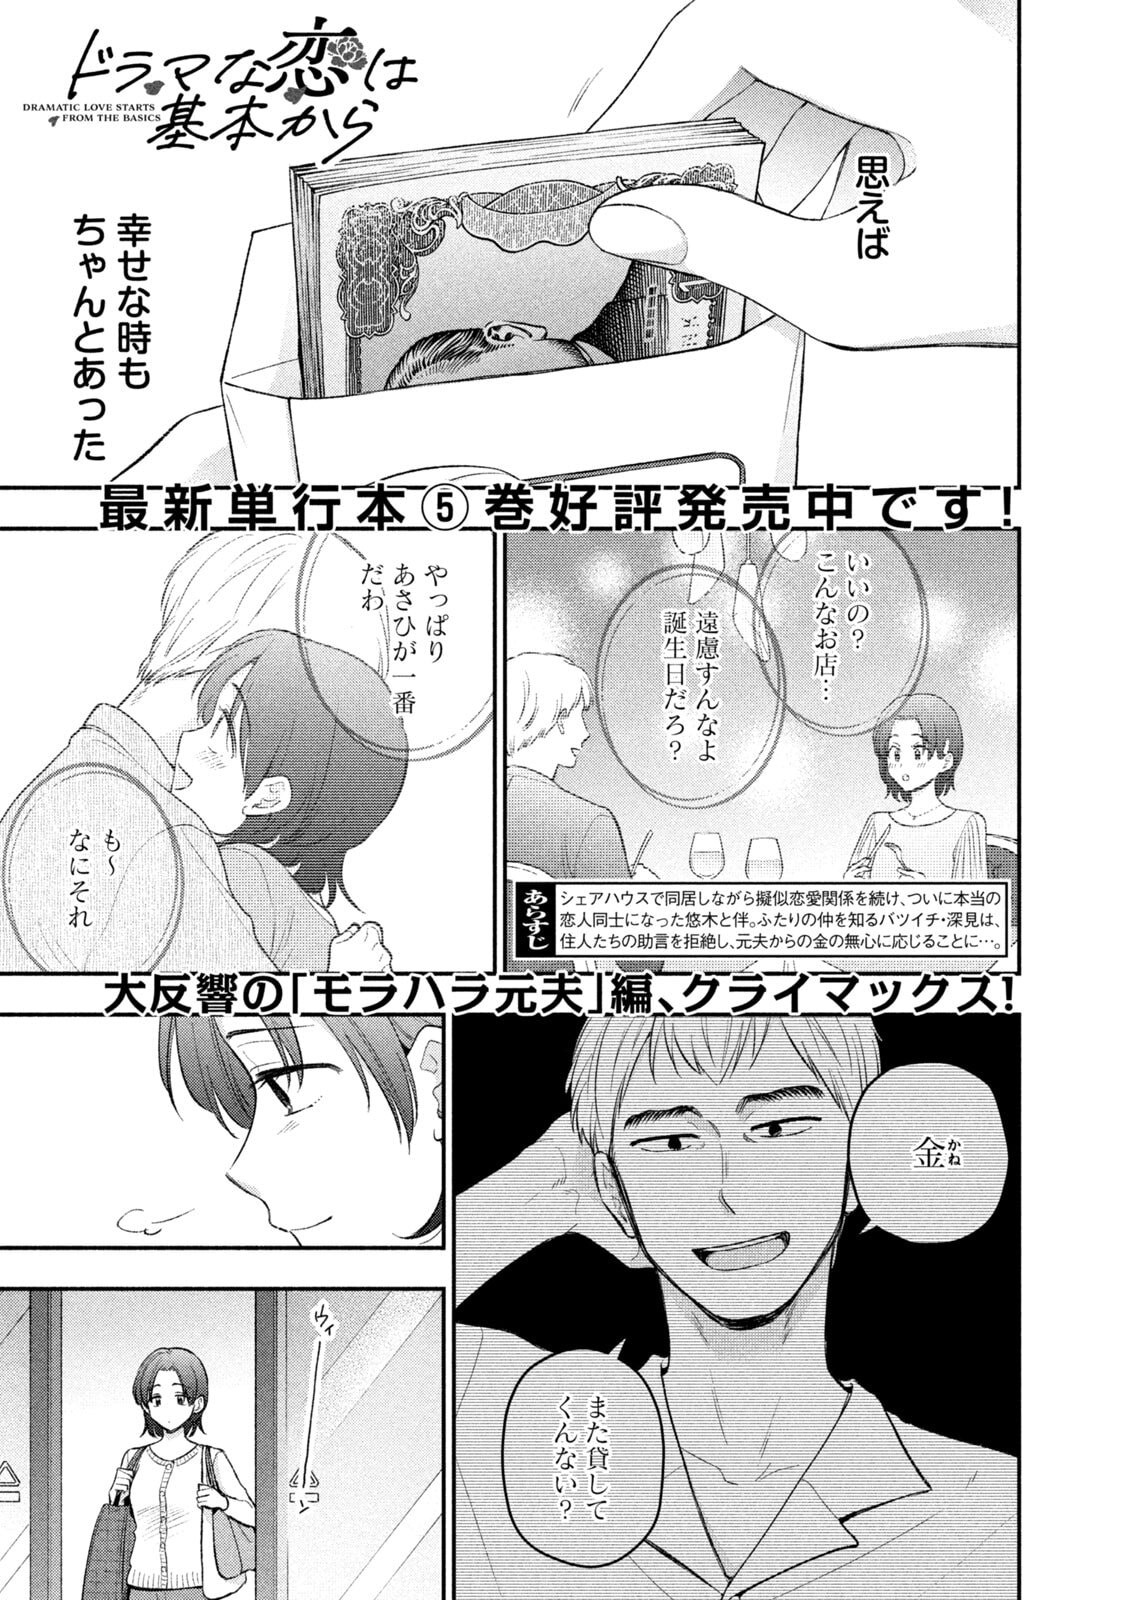 ドラマな恋は
基本から
DRAMATIC LOVE STARTS
FROM THE BASICS
思えば
幸せな時も
ちゃんとあった
最新単行本⑤巻好評発売中です!
いいの?
こんなお店…
遠慮すんなよ
誕生日だろ?
やっぱり
あさひが一番
だわ
も〜
なにそれ
あらすじ
シェアハウスで同居しながら擬似恋愛関係を続け、ついに本当の
恋人同士になった悠木と伴。ふたりの仲を知るバツイチ・深見は、
住人たちの助言を拒絶し、元夫からの金の無心に応じることに…。
大反響の「モラハラ元夫」編、クライマックス!
金
かね
また貸して
くんない?
ウィーン